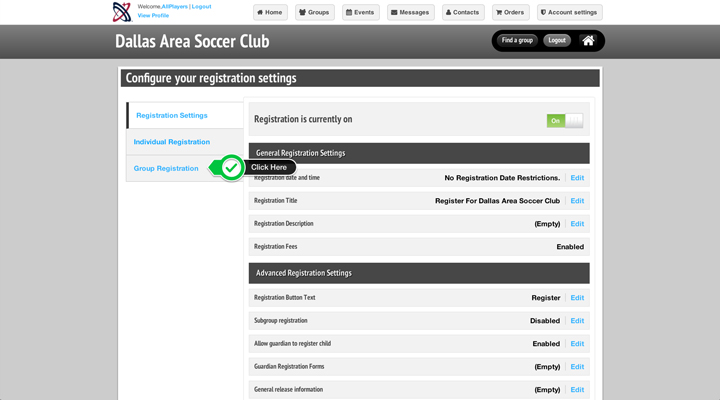 Welcome,AllPlayers | Logout
View Profile
Home
Groups
Events
Messages
Contacts
Orders
Account settings
Dallas Area Soccer Club
Find a group
Logout
Configure your registration settings
Registration Settings
Individual Registration
Group Registration
Click Here
Registration is currently on
On
General Registration Settings
Registration date and time No Registration Date Restrictions. Edit
Registration Title Register For Dallas Area Soccer Club Edit
Registration Description (Empty) Edit
Registration Fees Enabled
Advanced Registration Settings
Registration Button Text Register Edit
Subgroup registration Disabled Edit
Allow guardian to register child Enabled Edit
Guardian Registration Forms (Empty) Edit
General release information (Empty) Edit